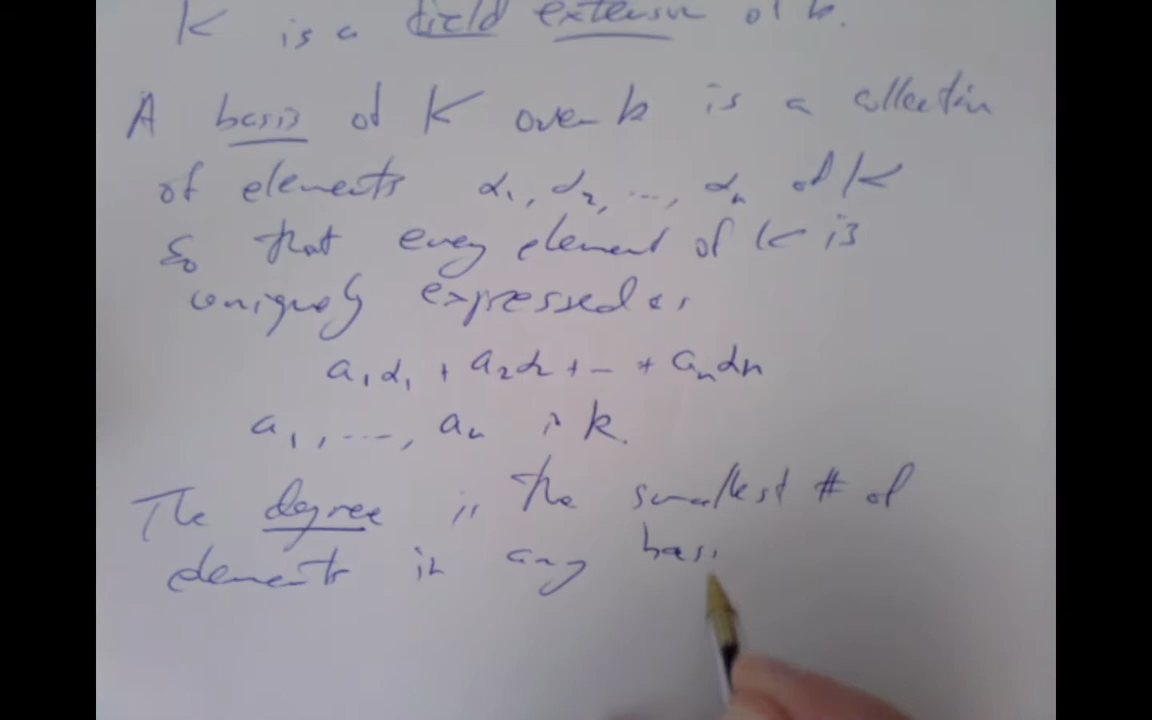 K is a field extension of k.
A basis of K over k is a collection
of elements α₁, α₂, ..., αₙ of K
so that every element of K is
uniquely expressed as
a₁α₁ + a₂α₂ + - + aₙαₙ
a₁, ..., aₙ in k.
The degree is the smallest # of
elements in any basi